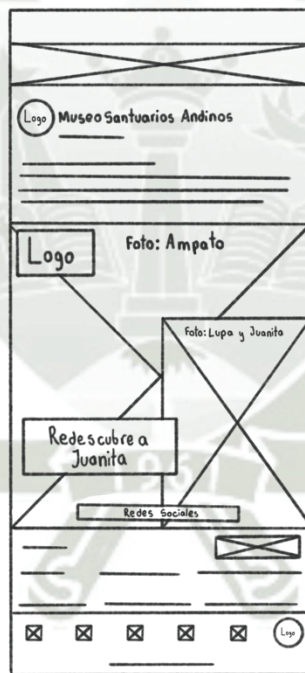 Logo
Museo Santuarios Andinos
Logo
Foto: Ampato
Foto: Lupa y Juanita
Redescubre a
Juanita
Redes Sociales
Logo